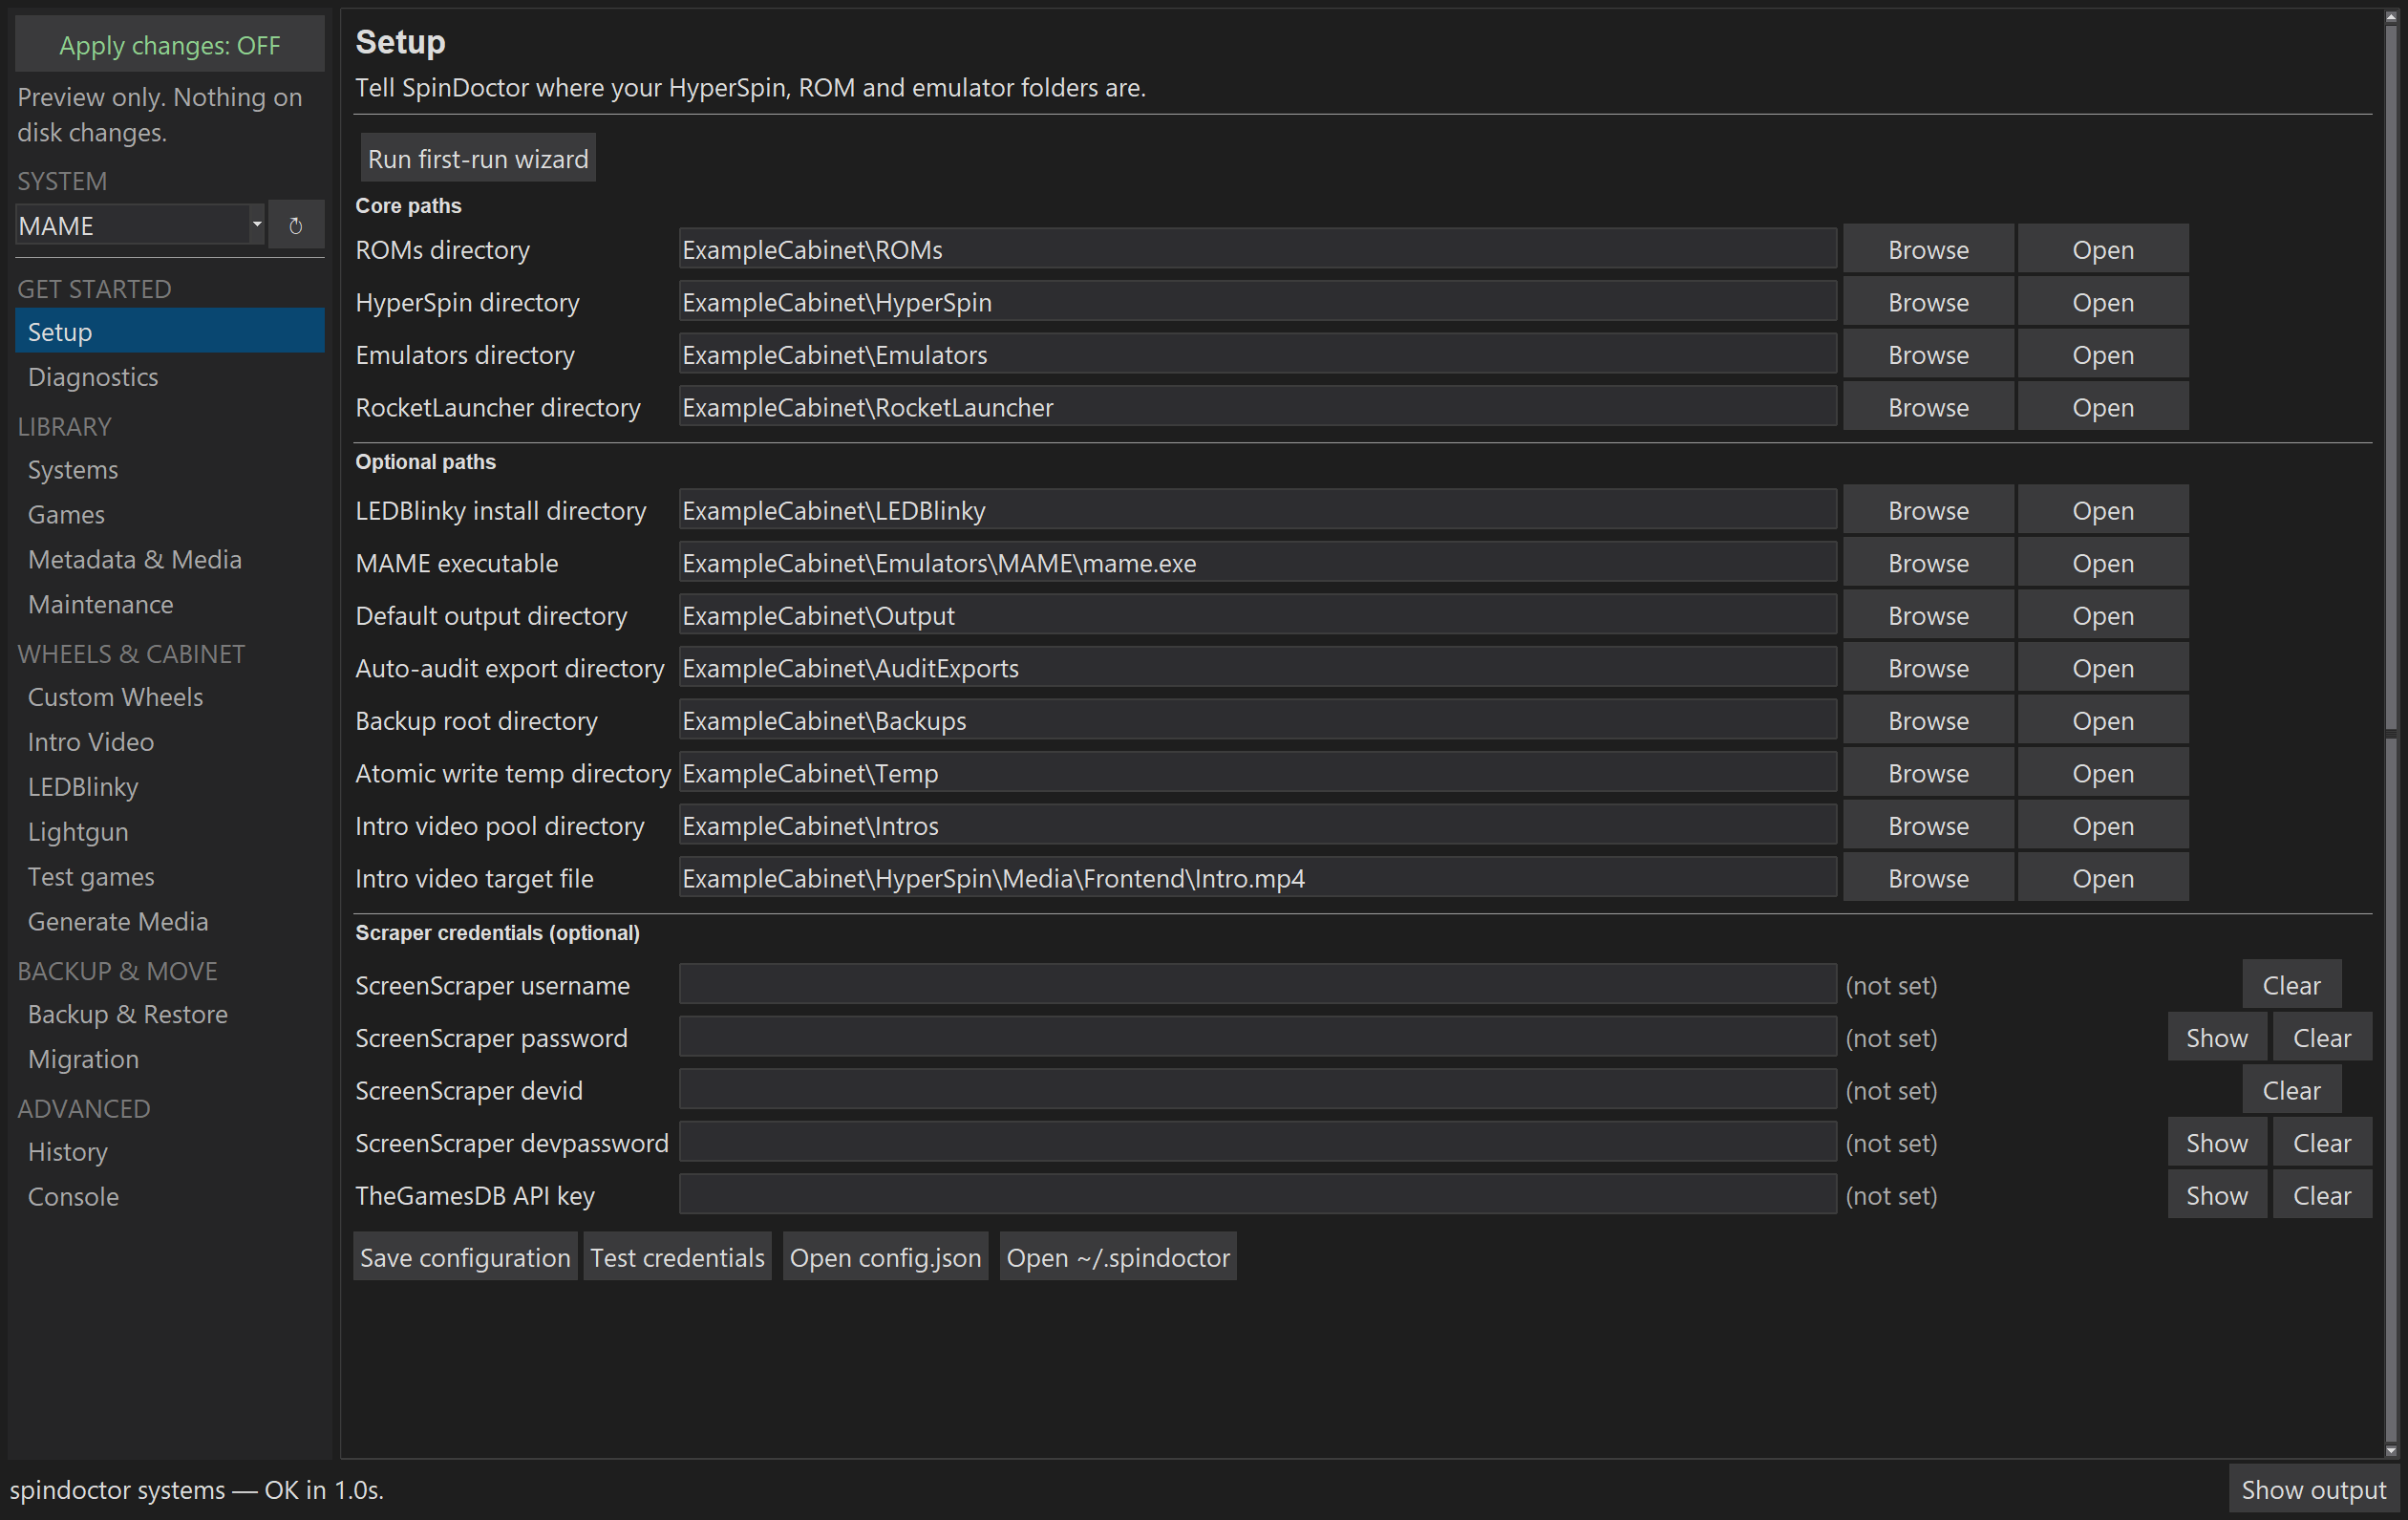 Apply changes: OFF
Preview only. Nothing on
disk changes.
SYSTEM
MAME
GET STARTED
Setup
Diagnostics
LIBRARY
Systems
Games
Metadata & Media
Maintenance
WHEELS & CABINET
Custom Wheels
Intro Video
LEDBlinky
Lightgun
Test games
Generate Media
BACKUP & MOVE
Backup & Restore
Migration
ADVANCED
History
Console
Setup
Tell SpinDoctor where your HyperSpin, ROM and emulator folders are.
Run first-run wizard
Core paths
ROMs directory ExampleCabinet\ROMs Browse Open
HyperSpin directory ExampleCabinet\HyperSpin Browse Open
Emulators directory ExampleCabinet\Emulators Browse Open
RocketLauncher directory ExampleCabinet\RocketLauncher Browse Open
Optional paths
LEDBlinky install directory ExampleCabinet\LEDBlinky Browse Open
MAME executable ExampleCabinet\Emulators\MAME\mame.exe Browse Open
Default output directory ExampleCabinet\Output Browse Open
Auto-audit export directory ExampleCabinet\AuditExports Browse Open
Backup root directory ExampleCabinet\Backups Browse Open
Atomic write temp directory ExampleCabinet\Temp Browse Open
Intro video pool directory ExampleCabinet\Intros Browse Open
Intro video target file ExampleCabinet\HyperSpin\Media\Frontend\Intro.mp4 Browse Open
Scraper credentials (optional)
ScreenScraper username (not set) Clear
ScreenScraper password (not set) Show Clear
ScreenScraper devid (not set) Clear
ScreenScraper devpassword (not set) Show Clear
TheGamesDB API key (not set) Show Clear
Save configuration Test credentials Open config.json Open ~/.spindoctor
spindoctor systems — OK in 1.0s. Show output